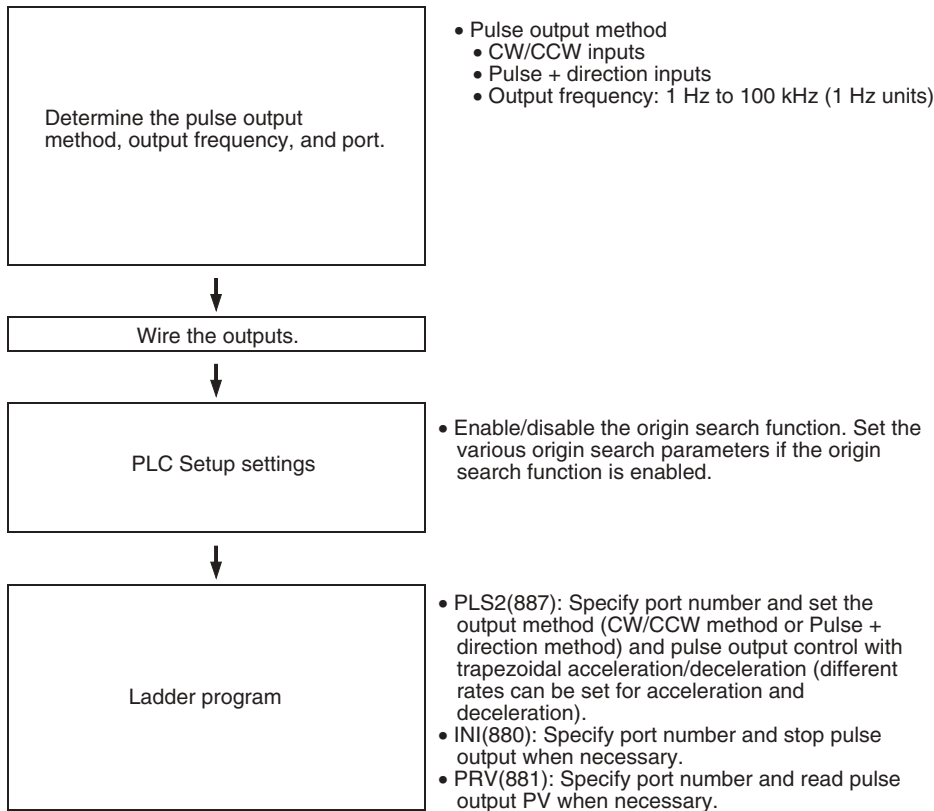 Determine the pulse output
method, output frequency, and port.
• Pulse output method
• CW/CCW inputs
• Pulse + direction inputs
• Output frequency: 1 Hz to 100 kHz (1 Hz units)
Wire the outputs.
PLC Setup settings
• Enable/disable the origin search function. Set the
various origin search parameters if the origin
search function is enabled.
Ladder program
• PLS2(887): Specify port number and set the
output method (CW/CCW method or Pulse +
direction method) and pulse output control with
trapezoidal acceleration/deceleration (different
rates can be set for acceleration and
deceleration).
• INI(880): Specify port number and stop pulse
output when necessary.
• PRV(881): Specify port number and read pulse
output PV when necessary.